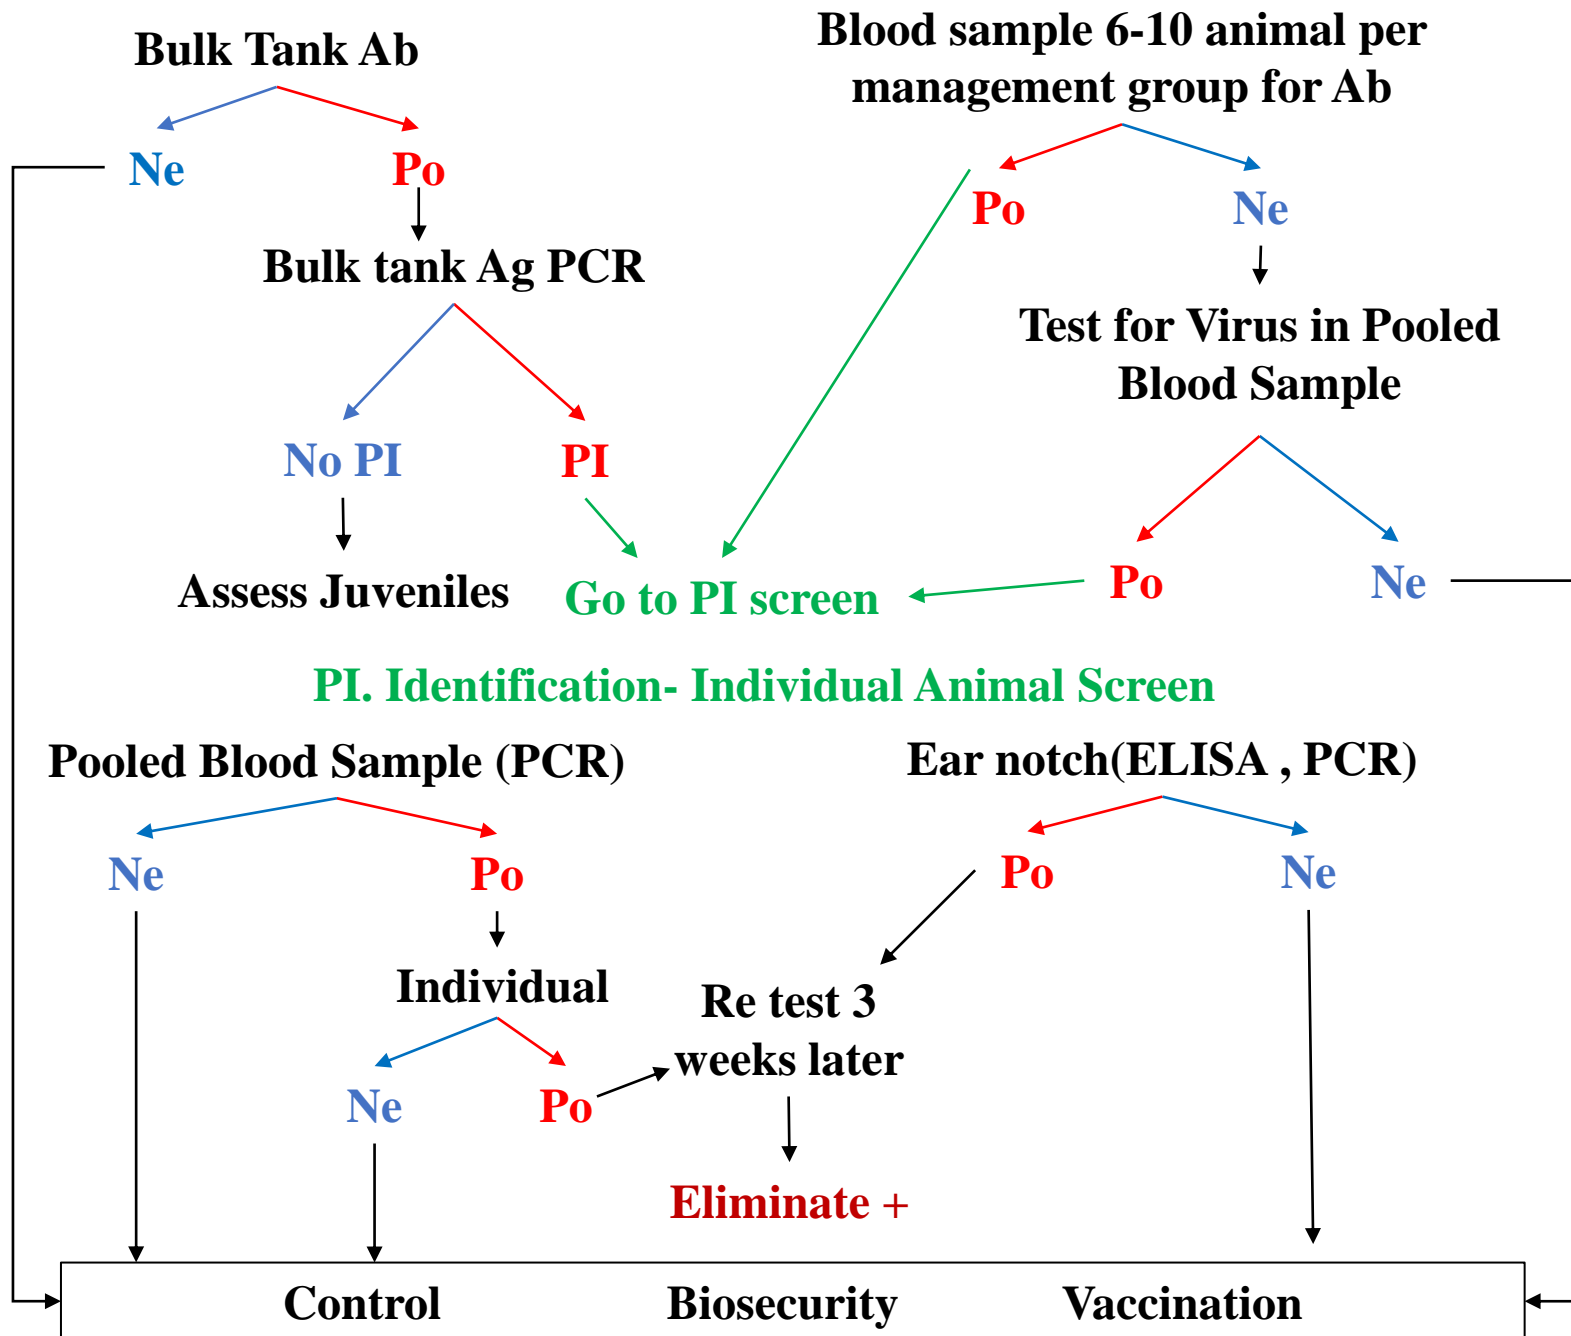 Bulk Tank Ab
Blood sample 6-10 animal per
management group for Ab
Ne
Po
Po
Ne
Bulk tank Ag PCR
Test for Virus in Pooled
Blood Sample
No PI
PI
Po
Ne
Assess Juveniles
Go to PI screen
PI. Identification- Individual Animal Screen
Pooled Blood Sample (PCR)
Ear notch(ELISA , PCR)
Ne
Po
Po
Ne
Individual
Re test 3
weeks later
Ne
Po
Eliminate +
Control
Biosecurity
Vaccination